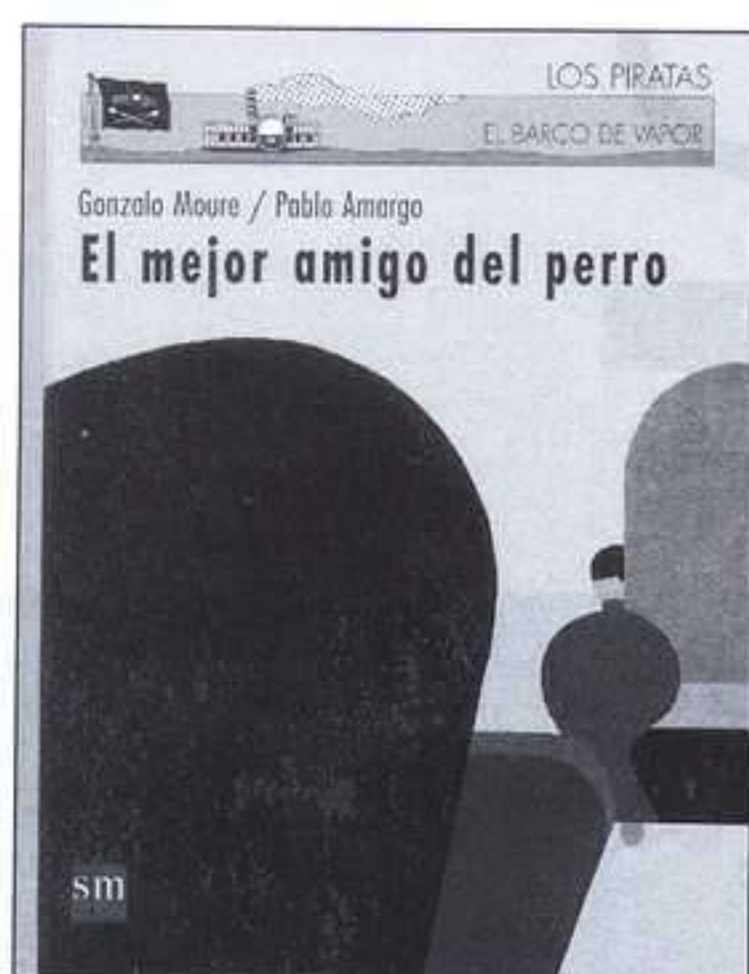 LOS PIRATAS
EL BARCO DE VAPOR
Gonzalo Moure / Pablo Amargo
El mejor amigo del perro
sm